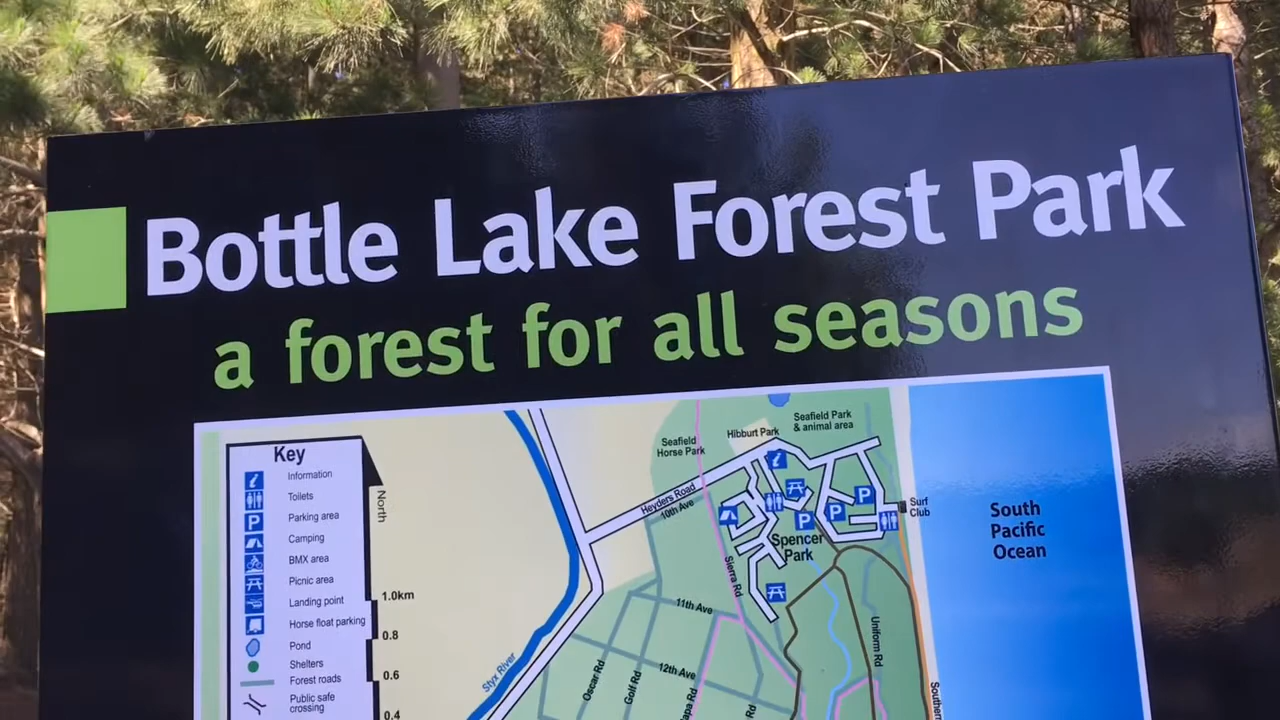 Bottle Lake Forest Park
a forest for all seasons
Key
Information
Toilets
P
Parking area
Camping
BMX area
Picnic area
Landing point
Horse float parking
Pond
Shelters
Forest roads
Public safe
crossing
North
1.0km
0.8
0.6
0.4
Seafield
Horse Park
Hibburt Park
Seafield Park
& animal area
Heyders Road
10th Ave
P
P
P
Spencer
Park
Surf
Club
South
Pacific
Ocean
Sierra Rd
11th Ave
12th Ave
Uniform Rd
Styx River
Oscar Rd
Golf Rd
Rd
Rd